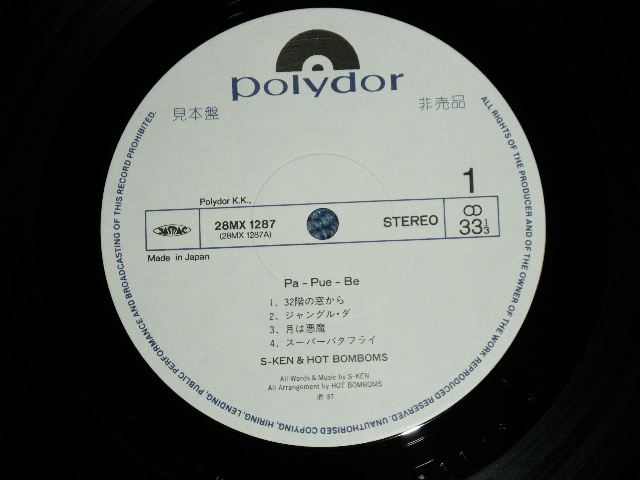 polydor
見本盤
非売品
1
Polydor K.K.,
JASRAC
28MX 1287
(28MX 1287A)
STEREO
33 1/3
Made in Japan
Pa – Pue – Be
1. 32階の窓から
2. ジャングル・ダ
3. 月は悪魔
4. スーパーバタフライ
S-KEN & HOT BOMBOMS
All Words & Music by S-KEN
All Arrangement by HOT BOMBOMS
Ⓟ 87
ALL RIGHTS OF THE PRODUCER AND OF THE OWNER OF THE WORK REPRODUCED RESERVED. UNAUTHORISED COPYING, HIRING, LENDING, PUBLIC PERFORMANCE AND BROADCASTING OF THIS RECORD PROHIBITED.